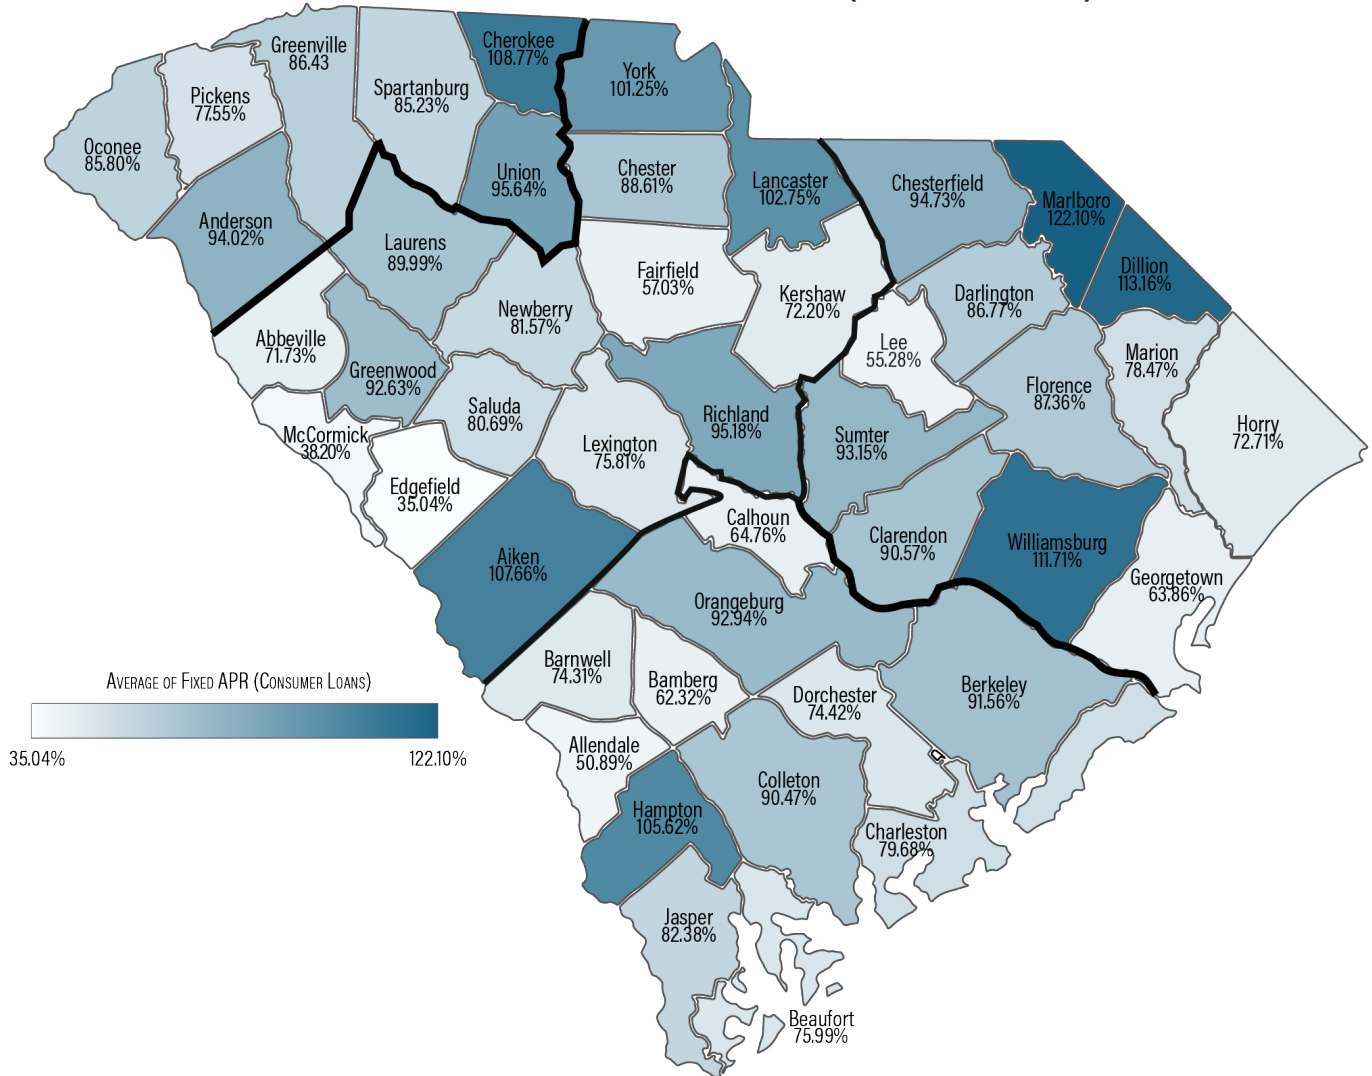 Cherokee
108.77%
Greenville
86.43
York
101.25%
Spartanburg
85.23%
Pickens
77.55%
Oconee
85.80%
Union
95.64%
Chester
88.61%
Lancaster
102.75%
Chesterfield
94.73%
Marlboro
122.10%
Anderson
94.02%
Laurens
89.99%
Dillion
113.16%
Fairfield
57.03%
Kershaw
72.20%
Darlington
86.77%
Newberry
81.57%
Abbeville
71.73%
Lee
55.28%
Marion
78.47%
Greenwood
92.63%
Florence
87.36%
Saluda
80.69%
Richland
95.18%
Horry
72.71%
McCormick
38.20%
Lexington
75.81%
Sumter
93.15%
Edgefield
35.04%
Calhoun
64.76%
Clarendon
90.57%
Williamsburg
111.71%
Aiken
107.66%
Georgetown
63.86%
Orangeburg
92.94%
Barnwell
74.31%
Bamberg
62.32%
Dorchester
74.42%
Berkeley
91.56%
Average of Fixed APR (Consumer Loans)
35.04%
122.10%
Allendale
50.89%
Colleton
90.47%
Hampton
105.62%
Charleston
79.68%
Jasper
82.38%
Beaufort
75.99%